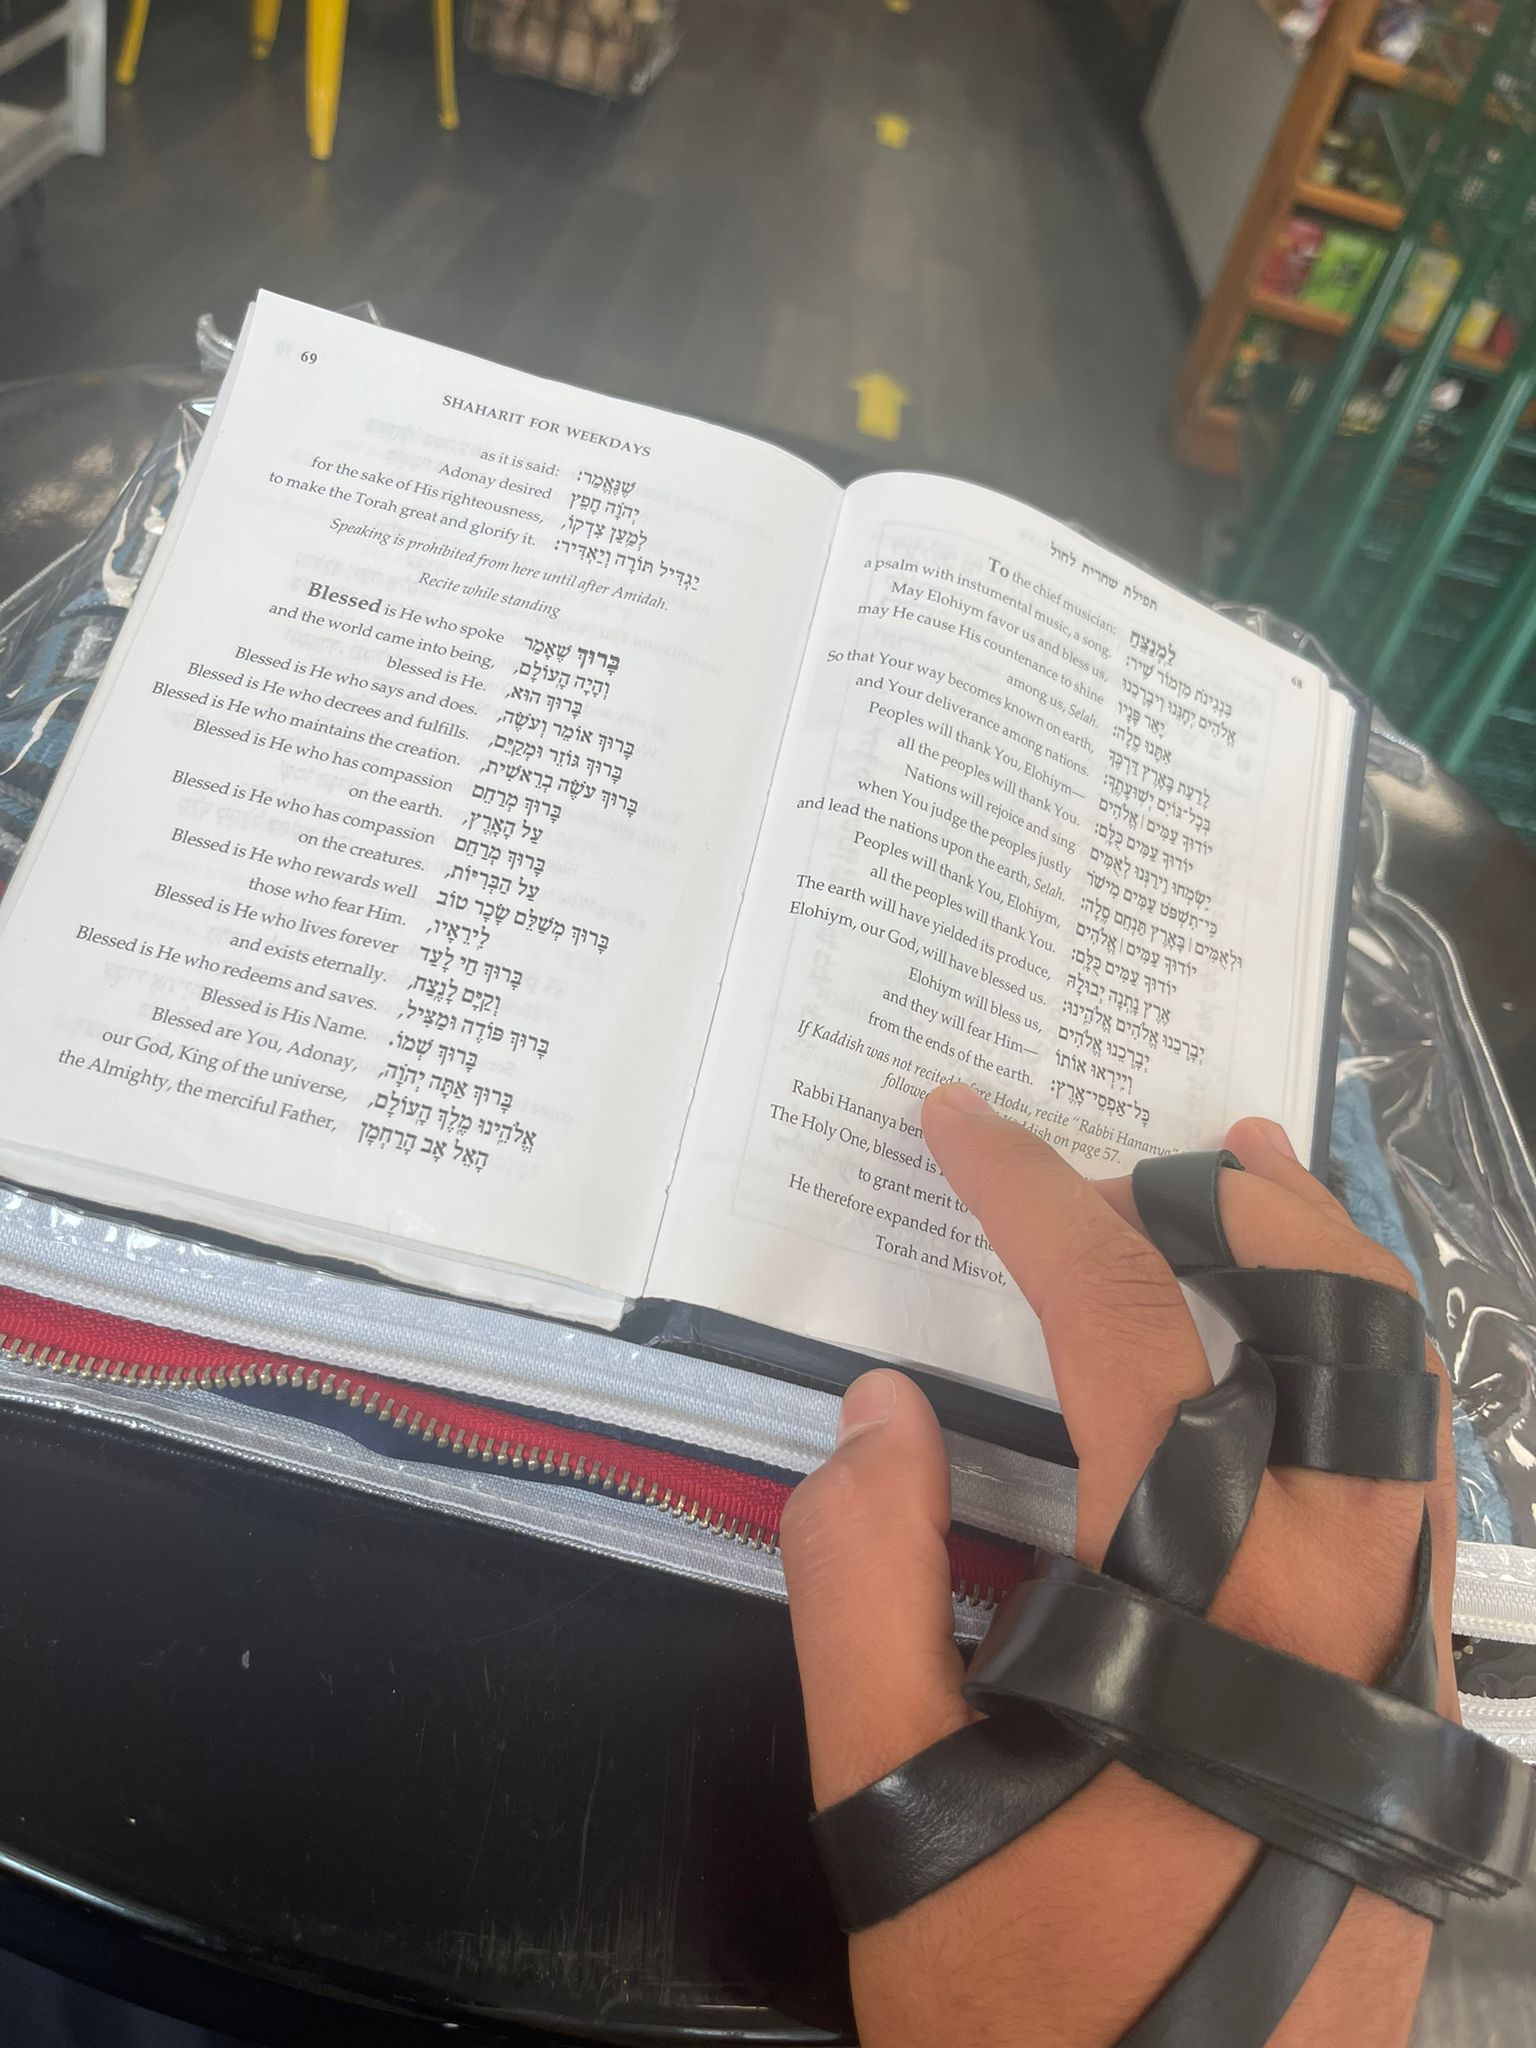 68
תפילת שחרית לחול
To the chief musician: לַמְנַצֵּחַ
a psalm with instumental music, a song. בִּנְגִינֹת מִזְמוֹר שִׁיר:
May Elohiym favor us and bless us, אֱלֹהִים יְחָנֵּנוּ וִיבָרְכֵנוּ
may He cause His countenance to shine יָאֵר פָּנָיו
among us, Selah. אִתָּנוּ סֶלָה:
So that Your way becomes known on earth, לָדַעַת בָּאָרֶץ דַּרְכֶּךָ
and Your deliverance among nations. בְּכׇל־גּוֹיִם יְשׁוּעָתֶךָ:
Peoples will thank You, Elohiym— יוֹדוּךָ עַמִּים | אֱלֹהִים
all the peoples will thank You. יוֹדוּךָ עַמִּים כֻּלָּם:
Nations will rejoice and sing יִשְׂמְחוּ וִירַנְּנוּ לְאֻמִּים
when You judge the peoples justly כִּי־תִשְׁפֹּט עַמִּים מִישֹׁר
and lead the nations upon the earth, Selah. וּלְאֻמִּים | בָּאָרֶץ תַּנְחֵם סֶלָה:
Peoples will thank You, Elohiym, יוֹדוּךָ עַמִּים | אֱלֹהִים
all the peoples will thank You. יוֹדוּךָ עַמִּים כֻּלָּם:
The earth will have yielded its produce, אֶרֶץ נָתְנָה יְבוּלָהּ
Elohiym, our God, will have blessed us. יְבָרְכֵנוּ אֱלֹהִים אֱלֹהֵינוּ:
Elohiym will bless us, יְבָרְכֵנוּ אֱלֹהִים
and they will fear Him— וְיִירְאוּ אוֹתוֹ
from the ends of the earth. כׇּל־אַפְסֵי־אָרֶץ:
If Kaddish was not recited before Hodu, recite "Rabbi Hananya"
followed Kaddish on page 57.
Rabbi Hananya ben
The Holy One, blessed is
to grant merit to
He therefore expanded for
Torah and Misvot,
69
SHAHARIT FOR WEEKDAYS
as it is said: שֶׁנֶּאֱמַר:
Adonay desired יְהֹוָה חָפֵץ
for the sake of His righteousness, לְמַעַן צִדְקוֹ,
to make the Torah great and glorify it. יַגְדִּיל תּוֹרָה וְיַאְדִּיר:
Speaking is prohibited from here until after Amidah.
Recite while standing
Blessed is He who spoke בָּרוּךְ שֶׁאָמַר
and the world came into being, וְהָיָה הָעוֹלָם,
blessed is He. בָּרוּךְ הוּא,
Blessed is He who says and does. בָּרוּךְ אוֹמֵר וְעֹשֶׂה,
Blessed is He who decrees and fulfills. בָּרוּךְ גּוֹזֵר וּמְקַיֵּם,
Blessed is He who maintains the creation. בָּרוּךְ עֹשֶׂה בְרֵאשִׁית,
Blessed is He who has compassion בָּרוּךְ מְרַחֵם
on the earth. עַל הָאָרֶץ,
Blessed is He who has compassion בָּרוּךְ מְרַחֵם
on the creatures. עַל הַבְּרִיּוֹת,
Blessed is He who rewards well בָּרוּךְ מְשַׁלֵּם שָׂכָר טוֹב
those who fear Him. לִירֵאָיו,
Blessed is He who lives forever בָּרוּךְ חַי לָעַד
and exists eternally. וְקַיָּם לָנֶצַח,
Blessed is He who redeems and saves. בָּרוּךְ פּוֹדֶה וּמַצִּיל,
Blessed is His Name. בָּרוּךְ שְׁמוֹ.
Blessed are You, Adonay, בָּרוּךְ אַתָּה יְהֹוָה,
our God, King of the universe, אֱלֹהֵינוּ מֶלֶךְ הָעוֹלָם,
the Almighty, the merciful Father, הָאֵל אָב הָרַחְמָן